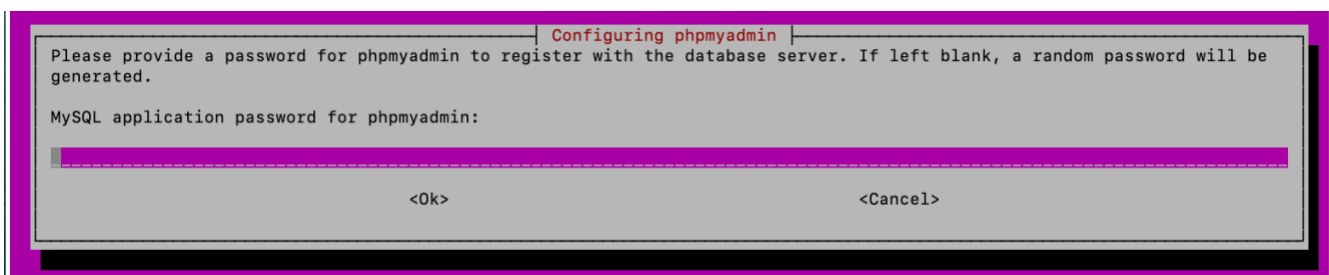 Configuring phpmyadmin
Please provide a password for phpmyadmin to register with the database server. If left blank, a random password will be
generated.
MySQL application password for phpmyadmin:
<Ok> <Cancel>